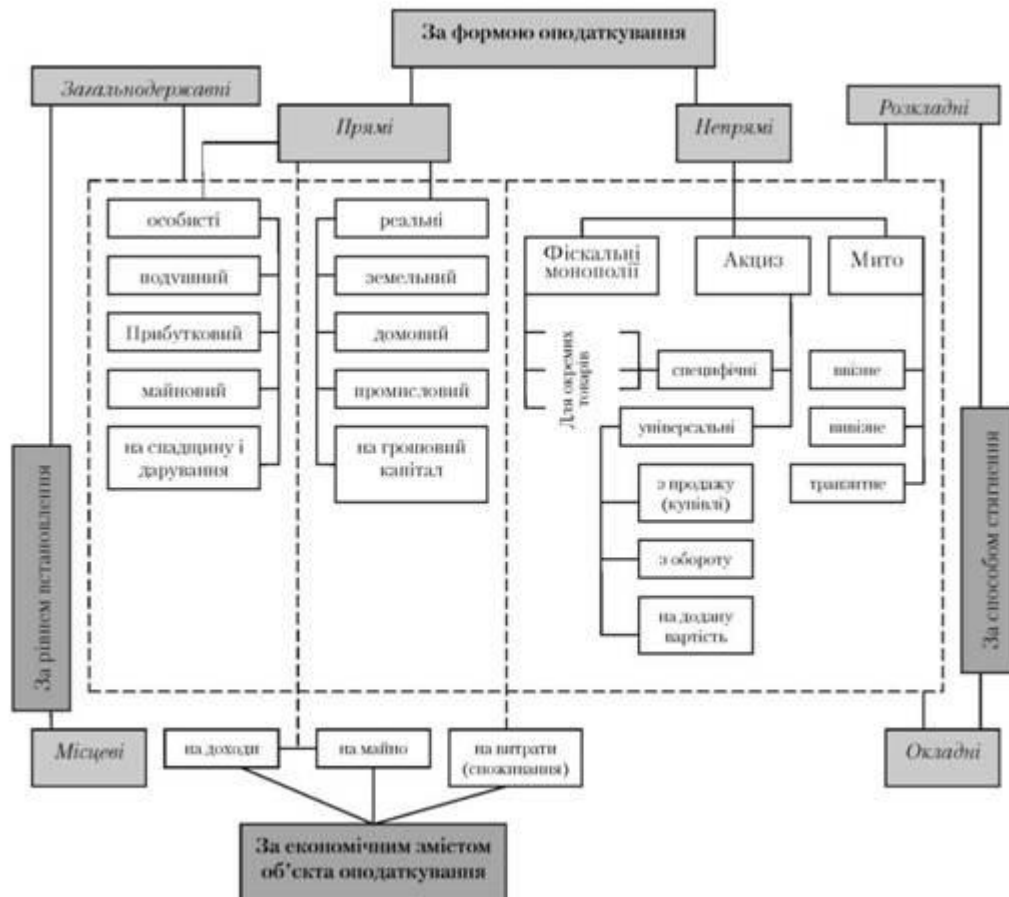 За формою оподаткування
Загальнодержавні
Розкладні
Прямі
Непрямі
особисті
подушний
Прибутковий
майновий
на спадщину і
дарування
реальні
земельний
домовий
промисловий
на грошовий
капітал
Фіскальні
монополії
Акциз
Мито
Для окремих
товарів
специфічні
універсальні
з продажу
(купівлі)
з обороту
на додану
вартість
ввізне
вивізне
транзитне
За рівнем встановлення
За способом стягнення
Місцеві
на доходи
на майно
на витрати
(споживання)
Окладні
За економічним змістом
об’єкта оподаткування